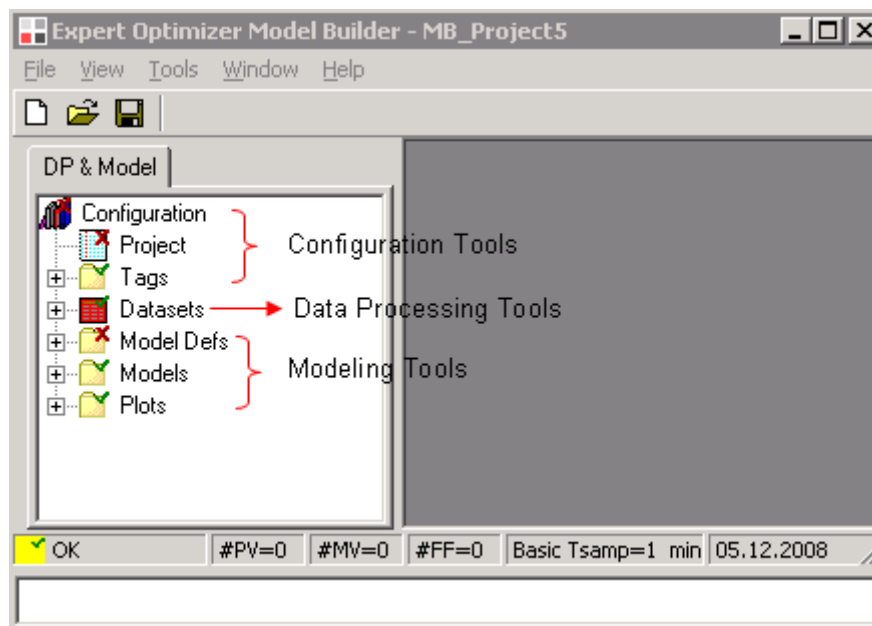 Expert Optimizer Model Builder - MB_Project5
File View Tools Window Help
DP & Model
Configuration
Project
Configuration Tools
Tags
Datasets
Data Processing Tools
Model Defs
Models
Modeling Tools
Plots
OK #PV=0 #MV=0 #FF=0 Basic Tsamp=1 min 05.12.2008